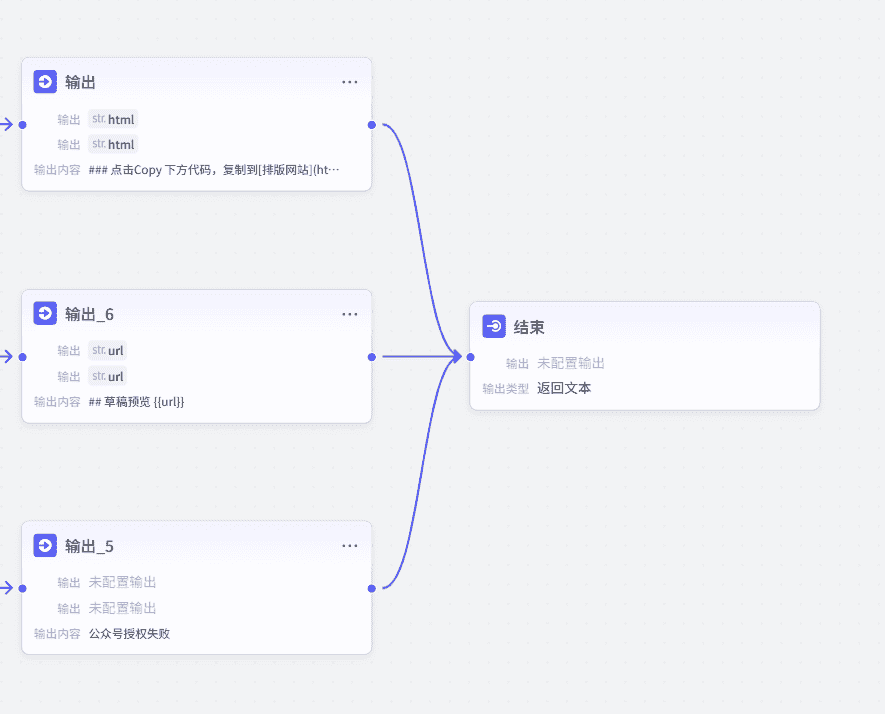 输出
输出 str. html
输出 str. html
输出内容 ### 点击Copy 下方代码，复制到[排版网站](ht···
输出_6
输出 str. url
输出 str. url
输出内容 ## 草稿预览 {{url}}
结束
输出 未配置输出
输出类型 返回文本
输出_5
输出 未配置输出
输出 未配置输出
输出内容 公众号授权失败